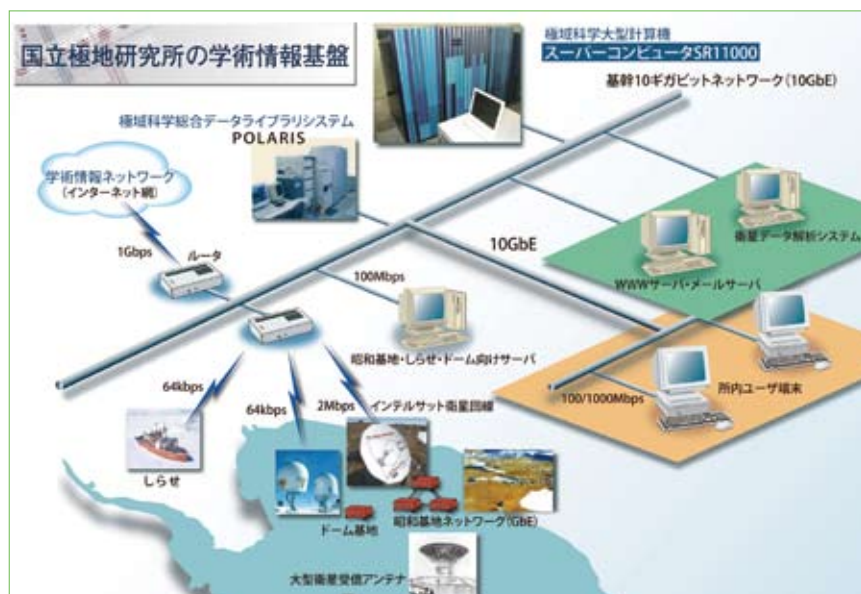 国立極地研究所の学術情報基盤
極域科学大型計算機
スーパーコンピュータSR11000
基幹10ギガビットネットワーク(10GbE)
極域科学総合データライブラリシステム
POLARIS
学術情報ネットワーク
(インターネット網)
1Gbps
ルータ
100Mbps
10GbE
衛星データ解析システム
WWWサーバ・メールサーバ
昭和基地・しらせ・ドーム向けサーバ
所内ユーザ端末
100/1000Mbps
64kbps
64kbps
2Mbps
インテルサット衛星回線
しらせ
ドーム基地
昭和基地ネットワーク(GbE)
大型衛星受信アンテナ